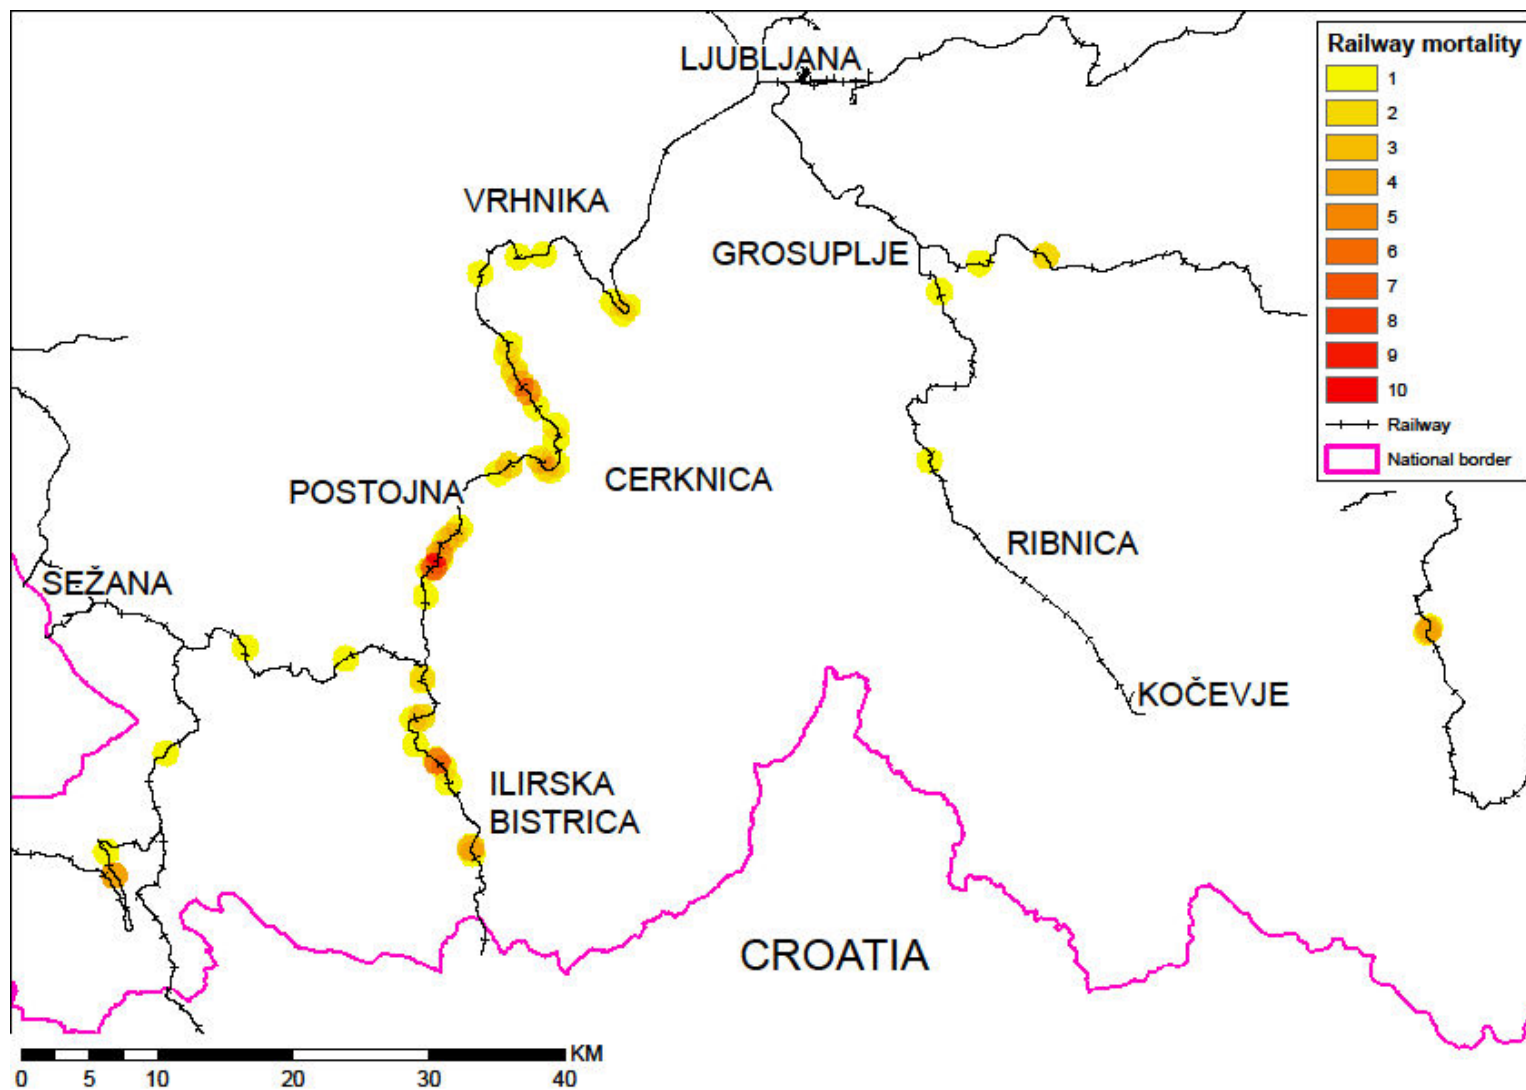 LJUBLJANA
VRHNIKA
GROSUPLJE
CERKNICA
POSTOJNA
RIBNICA
SEŽANA
KOČEVJE
ILIRSKA
BISTRICA
CROATIA
Railway mortality
1
2
3
4
5
6
7
8
9
10
Railway
National border
KM
0 5 10 20 30 40